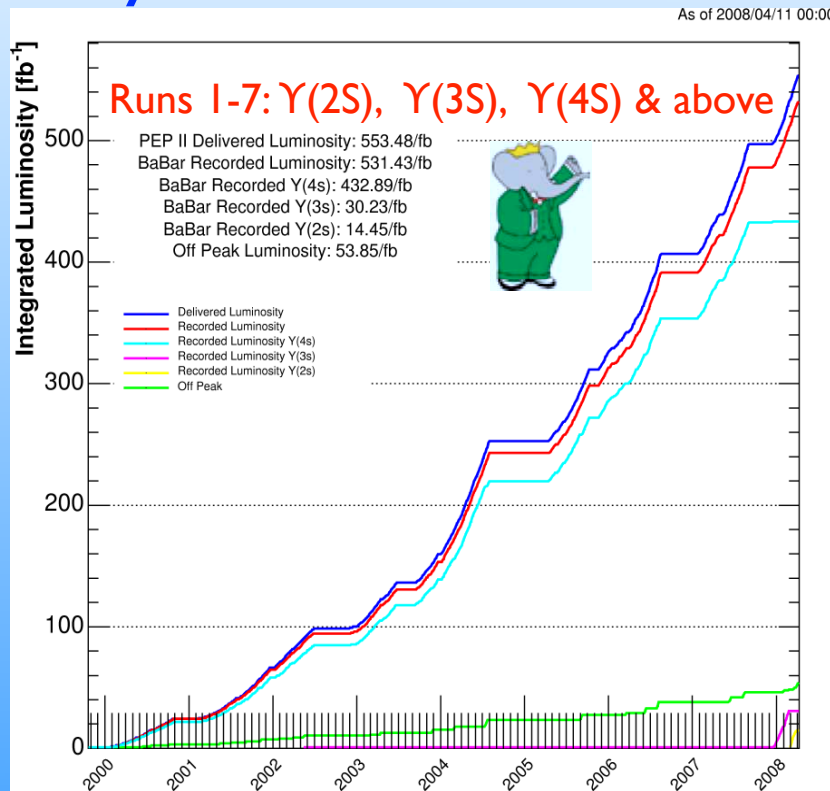 As of 2008/04/11 00:00
Runs 1-7: ϒ(2S), ϒ(3S), ϒ(4S) & above
PEP II Delivered Luminosity: 553.48/fb
BaBar Recorded Luminosity: 531.43/fb
BaBar Recorded Y(4s): 432.89/fb
BaBar Recorded Y(3s): 30.23/fb
BaBar Recorded Y(2s): 14.45/fb
Off Peak Luminosity: 53.85/fb
Delivered Luminosity
Recorded Luminosity
Recorded Luminosity Y(4s)
Recorded Luminosity Y(3s)
Recorded Luminosity Y(2s)
Off Peak
Integrated Luminosity [fb⁻¹]
500
400
300
200
100
0
2000 2001 2002 2003 2004 2005 2006 2007 2008